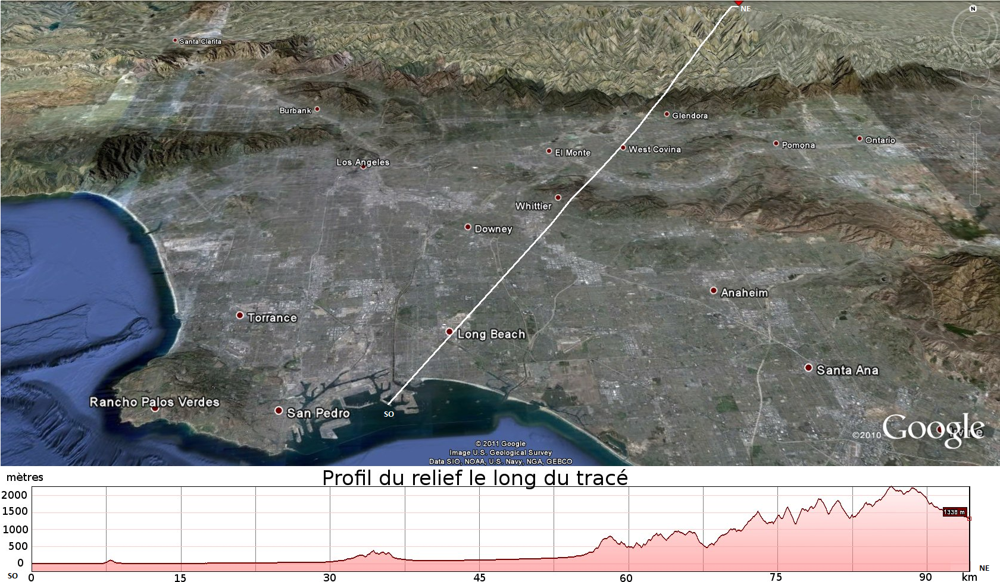 NE
N
Santa Clarita
Burbank
Glendora
El Monte
West Covina
Pomona
Ontario
Los Angeles
Whittier
Downey
Anaheim
Torrance
Long Beach
Santa Ana
Rancho Palos Verdes
San Pedro
SO
©2010 Google™
Irvine
© 2011 Google
Image U.S. Geological Survey
Data SIO, NOAA, U.S. Navy, NGA, GEBCO
mètres
Profil du relief le long du tracé
2000
1500
1338 m
1000
500
0
SO 0 15 30 45 60 75 90 km NE